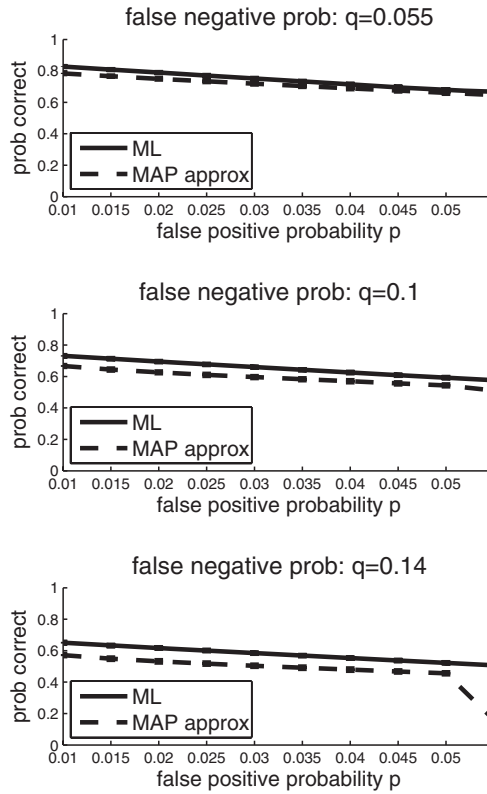 false negative prob: q=0.055
prob correct
1
0.8
0.6
0.4
0.2
0
ML
MAP approx
0.01 0.015 0.02 0.025 0.03 0.035 0.04 0.045 0.05
false positive probability p
false negative prob: q=0.1
prob correct
1
0.8
0.6
0.4
0.2
0
ML
MAP approx
0.01 0.015 0.02 0.025 0.03 0.035 0.04 0.045 0.05
false positive probability p
false negative prob: q=0.14
prob correct
1
0.8
0.6
0.4
0.2
0
ML
MAP approx
0.01 0.015 0.02 0.025 0.03 0.035 0.04 0.045 0.05
false positive probability p